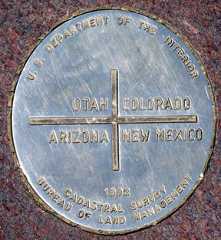 U.S. DEPARTMENT OF THE INTERIOR
UTAH COLORADO
ARIZONA NEW MEXICO
1992
CADASTRAL SURVEY
BUREAU OF LAND MANAGEMENT